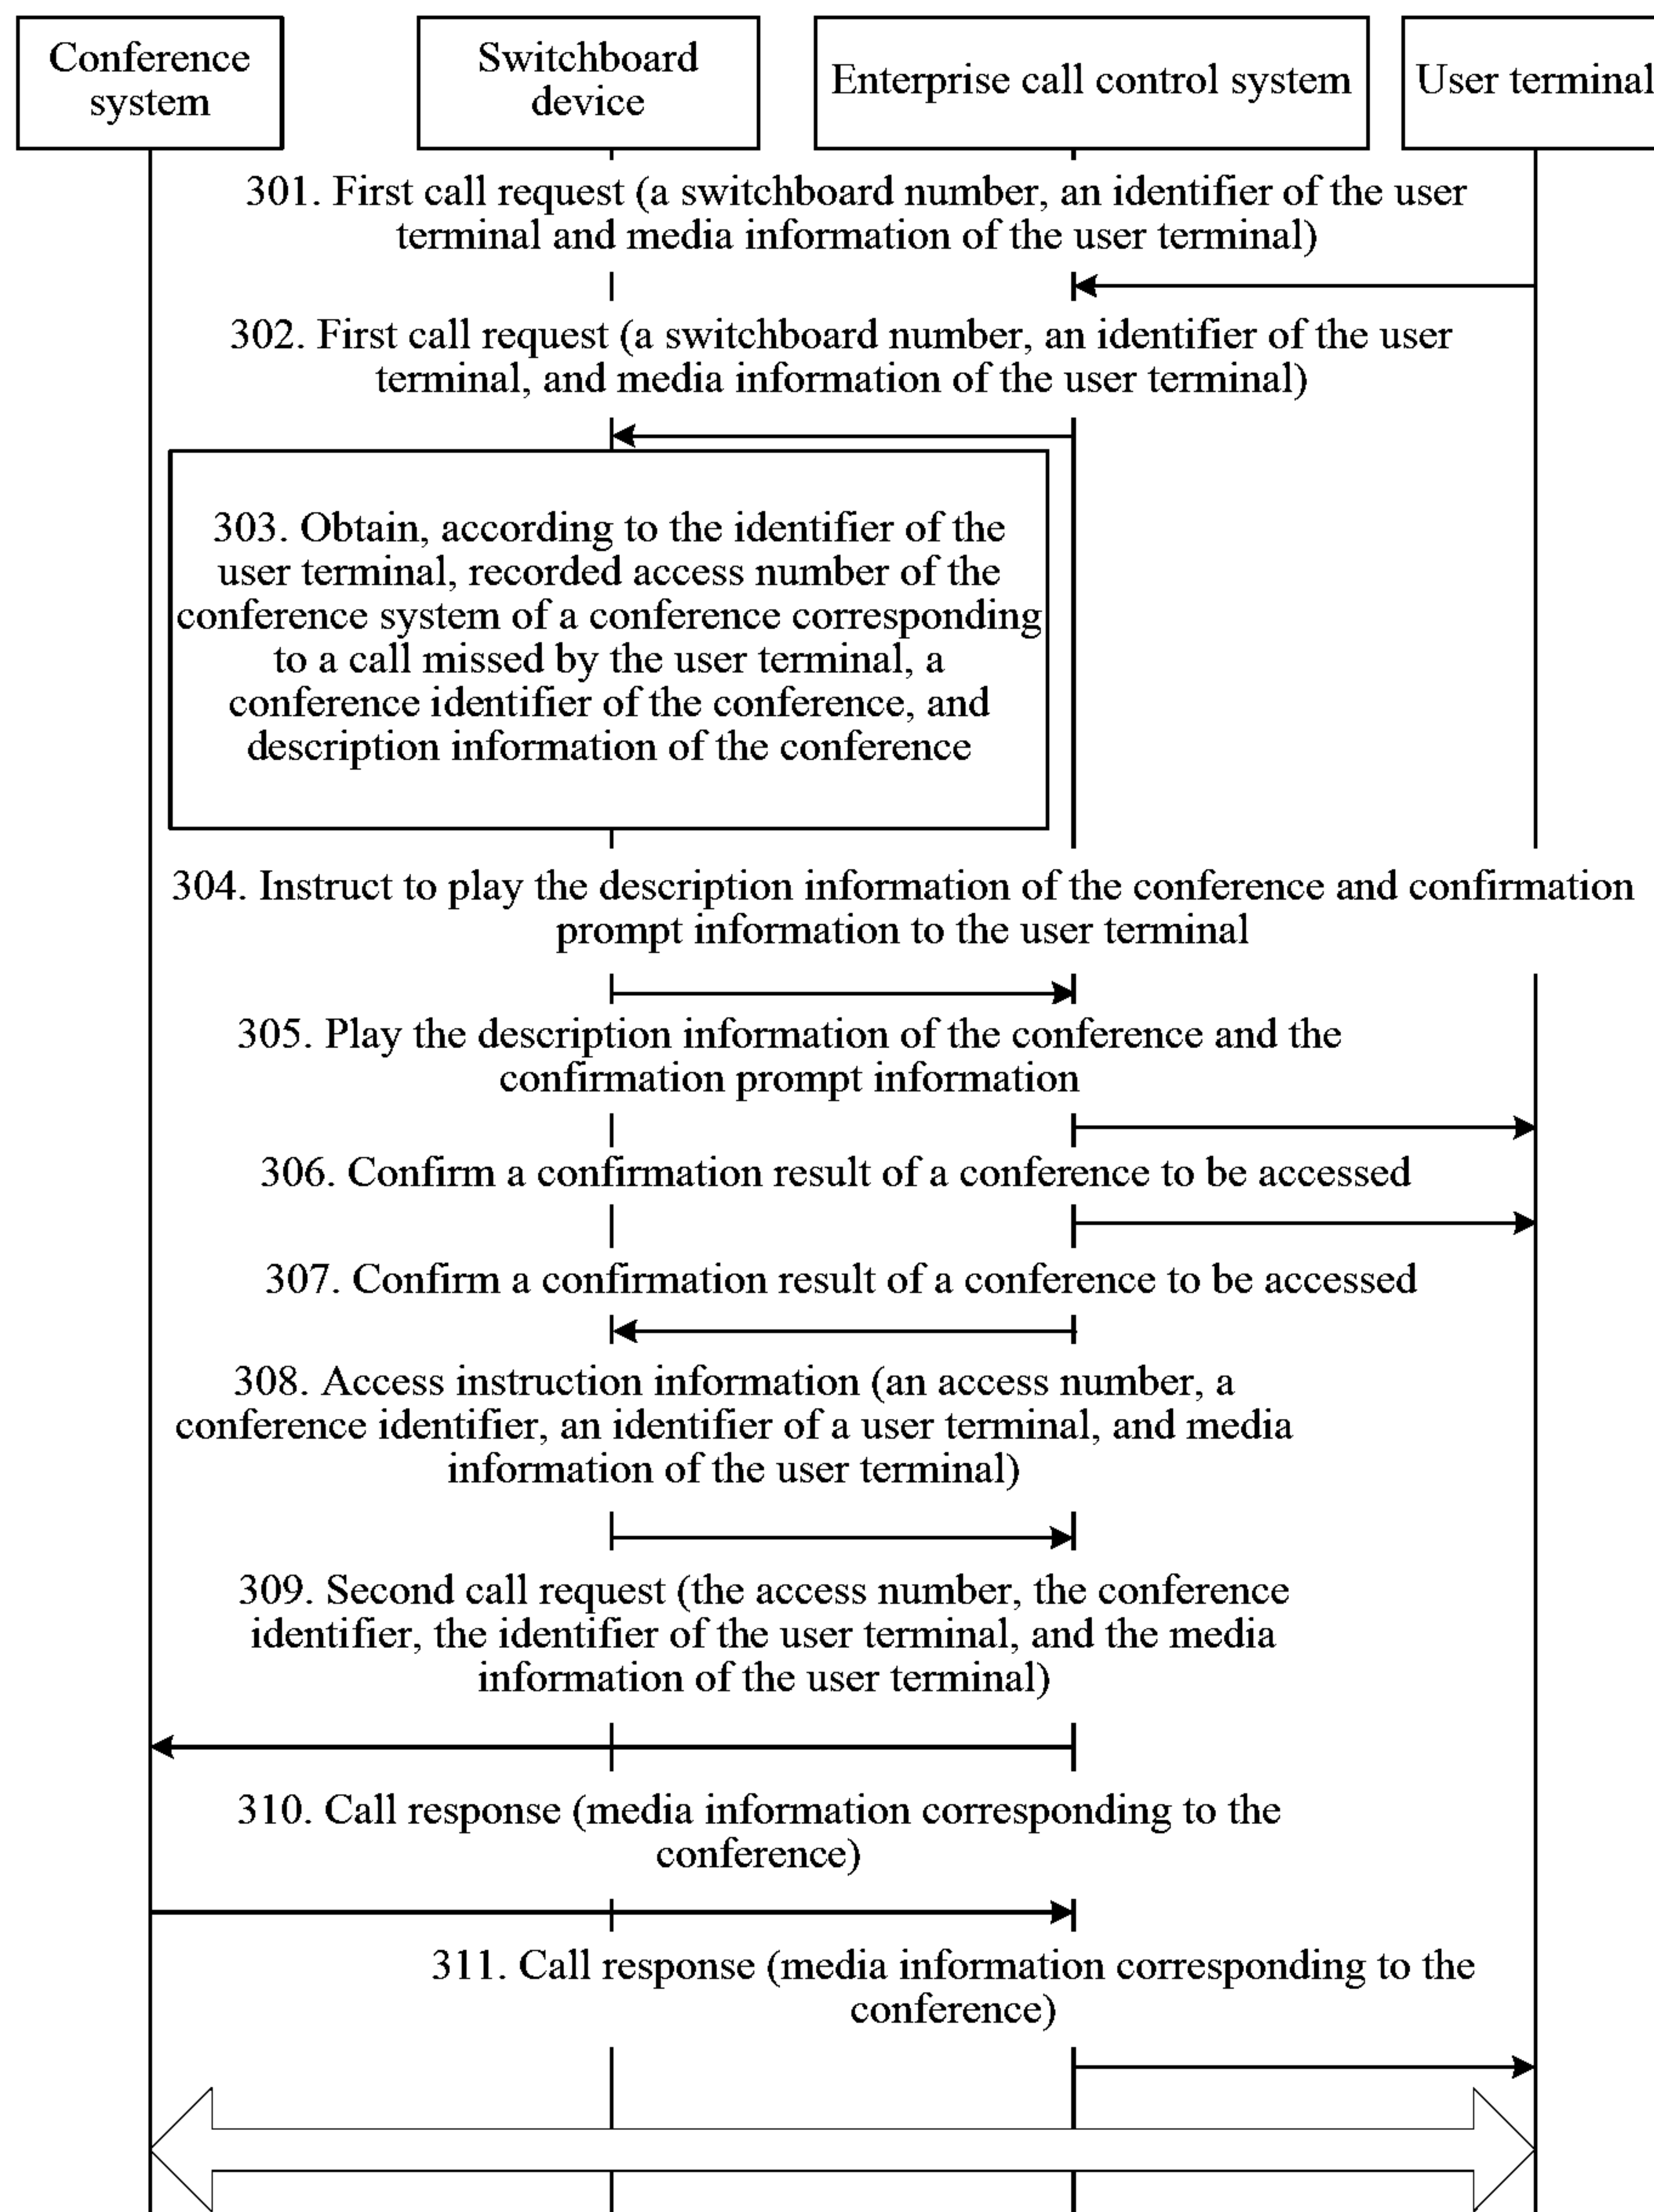 Conference
system
Switchboard
device
Enterprise call control system
User terminal
301. First call request (a switchboard number, an identifier of the user
terminal and media information of the user terminal)
302. First call request (a switchboard number, an identifier of the user
terminal, and media information of the user terminal)
303. Obtain, according to the identifier of the
user terminal, recorded access number of the
conference system of a conference corresponding
to a call missed by the user terminal, a
conference identifier of the conference, and
description information of the conference
304. Instruct to play the description information of the conference and confirmation
prompt information to the user terminal
305. Play the description information of the conference and the
confirmation prompt information
306. Confirm a confirmation result of a conference to be accessed
307. Confirm a confirmation result of a conference to be accessed
308. Access instruction information (an access number, a
conference identifier, an identifier of a user terminal, and media
information of the user terminal)
309. Second call request (the access number, the conference
identifier, the identifier of the user terminal, and the media
information of the user terminal)
310. Call response (media information corresponding to the
conference)
311. Call response (media information corresponding to the
conference)